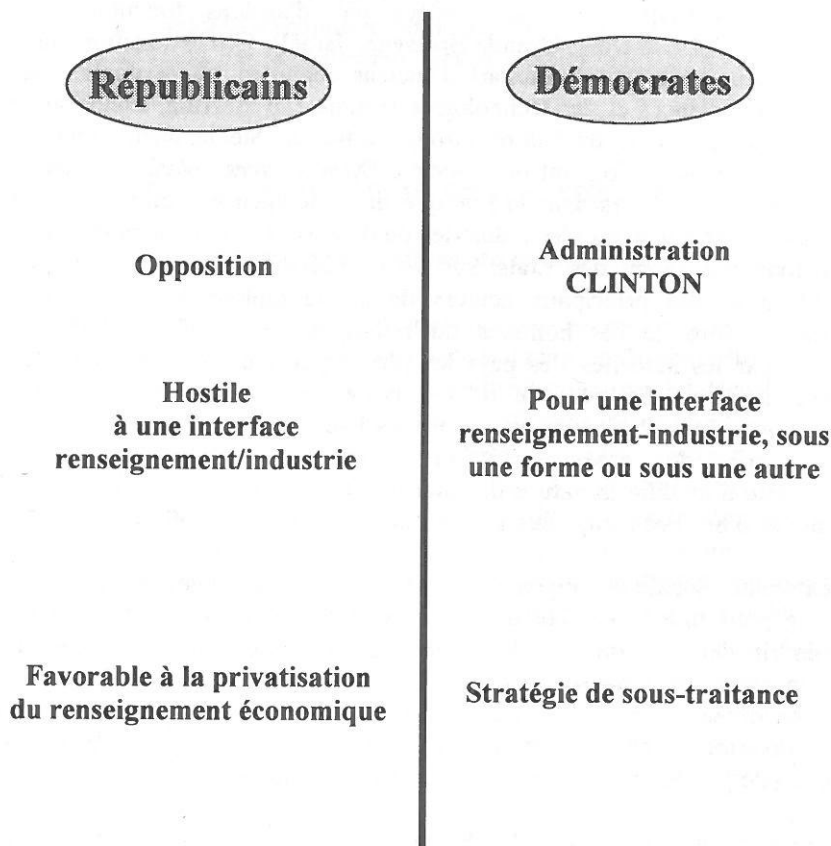 Républicains
Opposition
Hostile
à une interface
renseignement/industrie
Favorable à la privatisation
du renseignement économique
Démocrates
Administration
CLINTON
Pour une interface
renseignement-industrie, sous
une forme ou sous une autre
Stratégie de sous-traitance